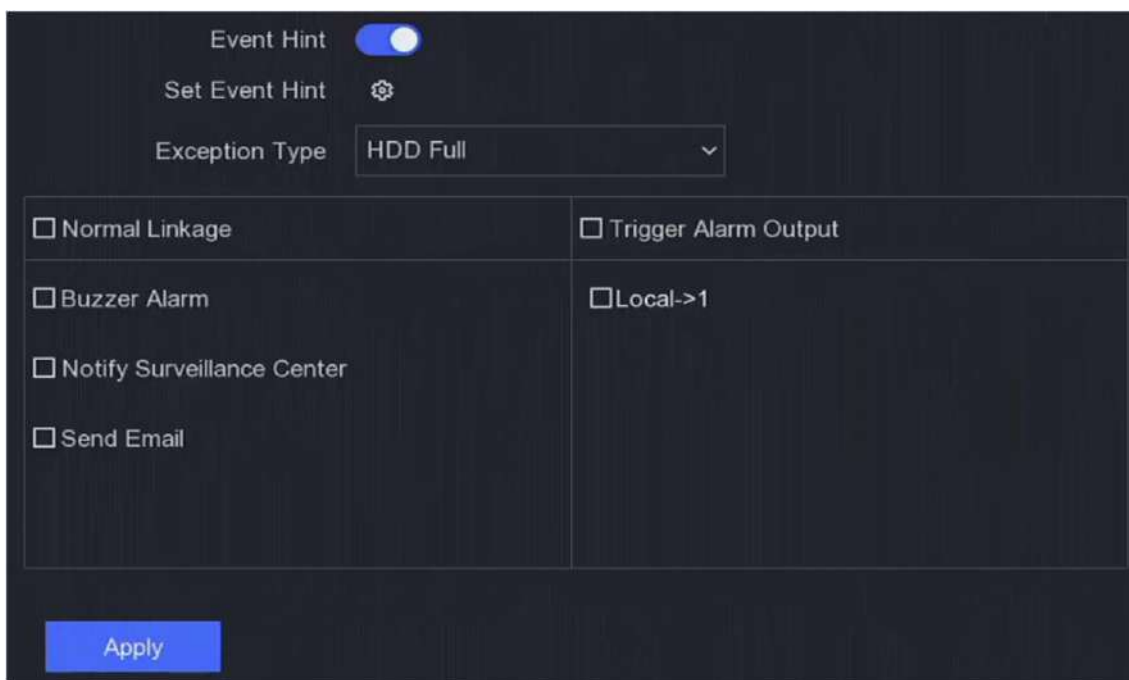 Event Hint
Set Event Hint
Exception Type HDD Full
Normal Linkage Trigger Alarm Output
Buzzer Alarm Local->1
Notify Surveillance Center
Send Email
Apply